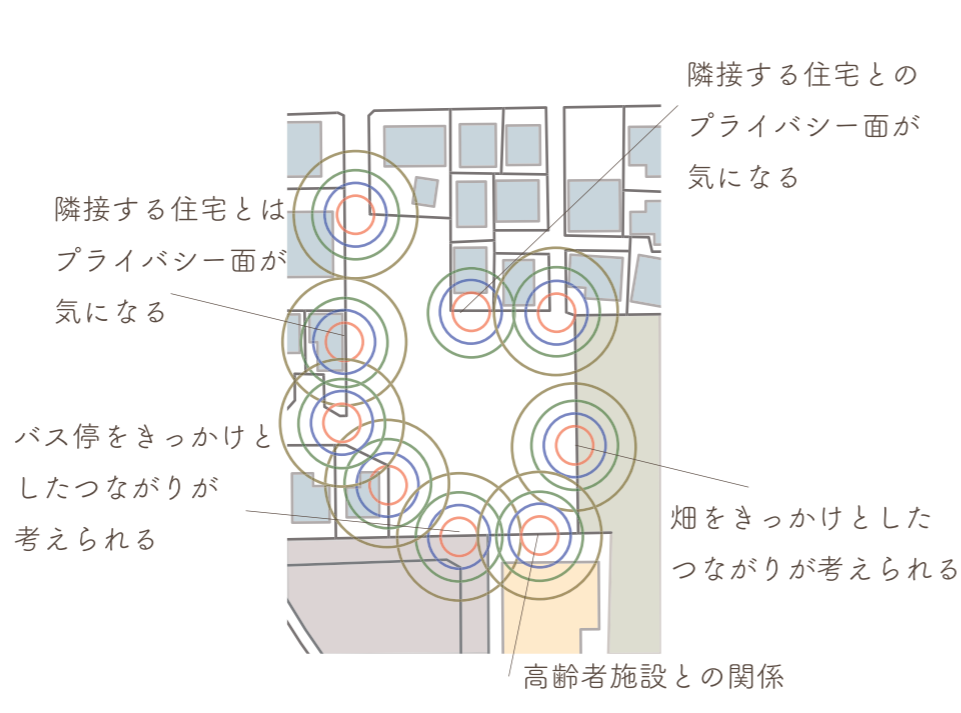 隣接する住宅との
プライバシー面が
気になる
隣接する住宅とは
プライバシー面が
気になる
バス停をきっかけと
したつながりが
考えられる
畑をきっかけとした
つながりが考えられる
高齢者施設との関係